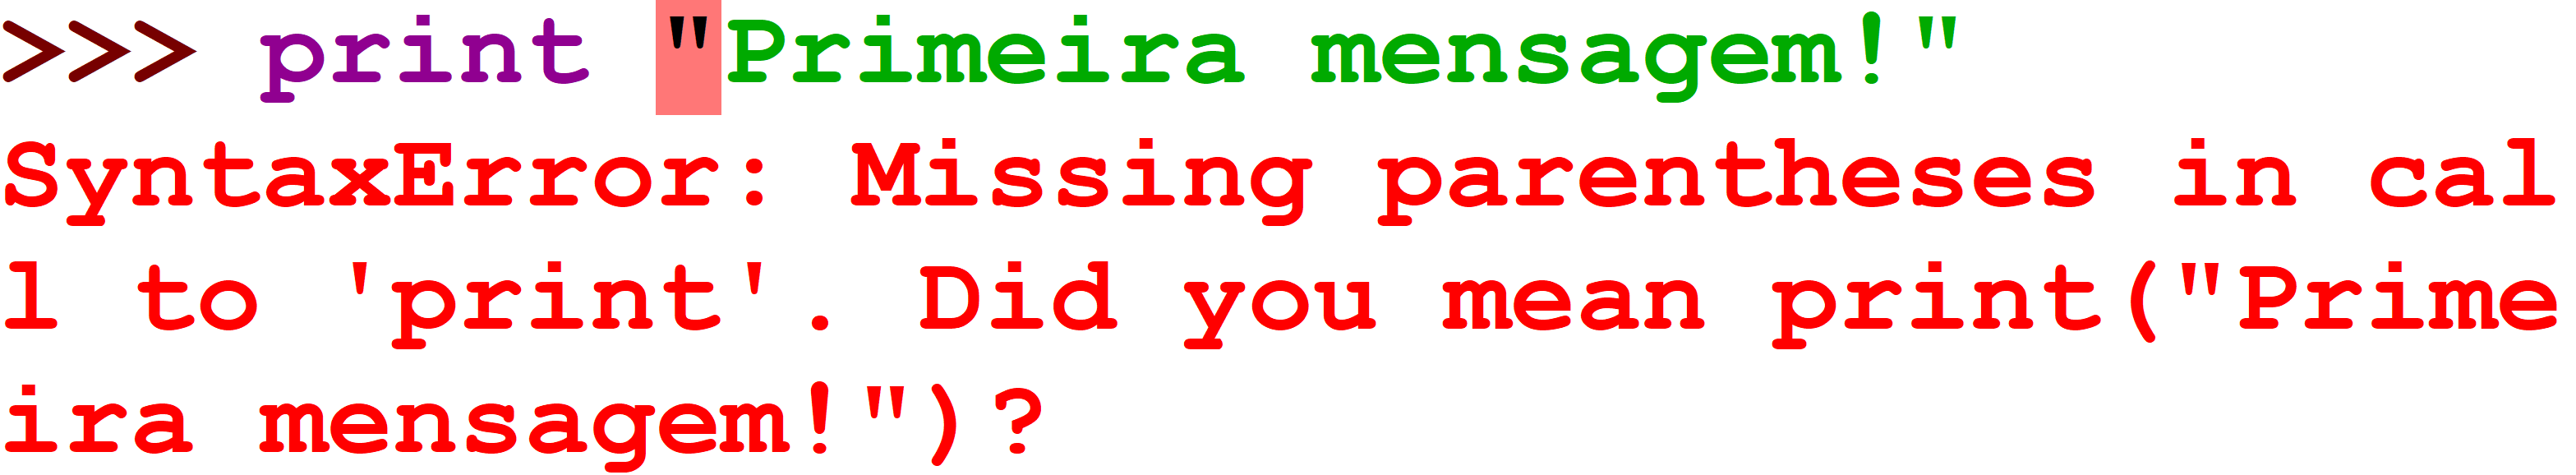 >>> print "Primeira mensagem!"
SyntaxError: Missing parentheses in cal
l to 'print'. Did you mean print("Prime
ira mensagem!")?